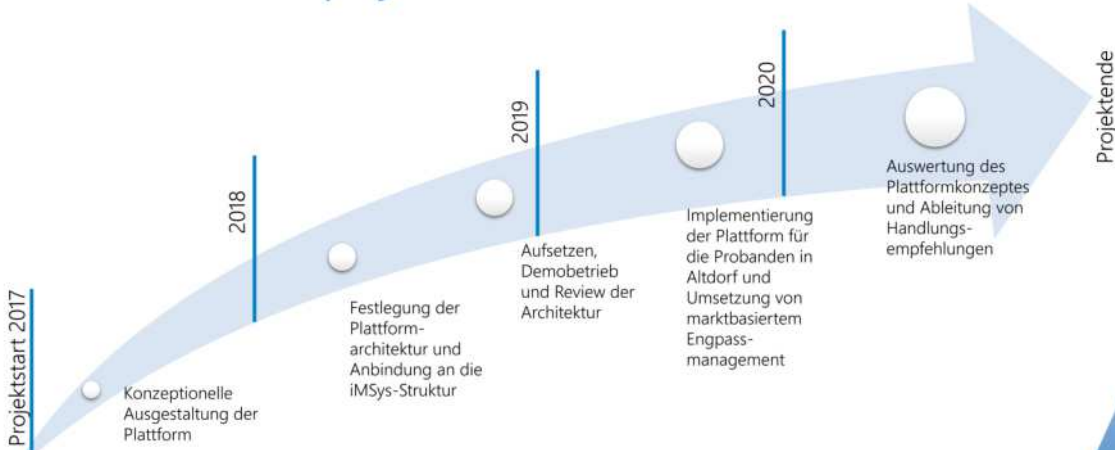 Projektstart 2017
Konzeptionelle
Ausgestaltung der
Plattform
2018
Festlegung der
Plattform-
architektur und
Anbindung an die
iMSys-Struktur
2019
Aufsetzen,
Demobetrieb
und Review der
Architektur
2020
Implementierung
der Plattform für
die Probanden in
Altdorf und
Umsetzung von
marktbasiertem
Engpass-
management
Auswertung des
Plattformkonzeptes
und Ableitung von
Handlungs-
empfehlungen
Projektende